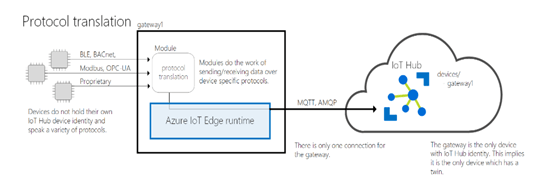 Protocol translation
gateway1
BLE, BACnet,
Modbus, OPC-UA
Proprietary
Devices do not hold their own
IoT Hub device identity and
speak a variety of protocols.
Module
protocol
translation
Modules do the work of
sending/receiving data over
device specific protocols.
Azure IoT Edge runtime
MQTT, AMQP
There is only one connection for
the gateway.
IoT Hub
devices/
gateway1
The gateway is the only device
with IoT Hub identity. This implies
it is the only device which has a
twin.